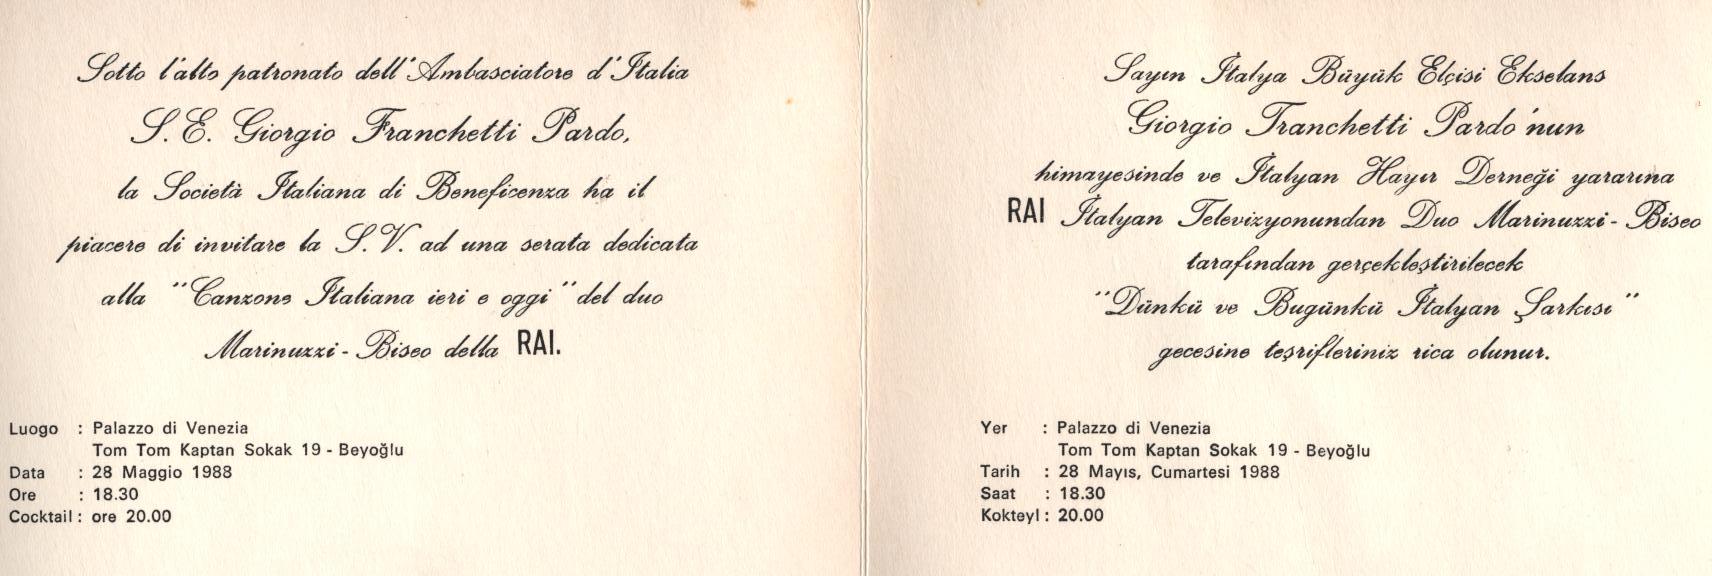 Sotto l'alto patronato dell'Ambasciatore d'Italia
S. E. Giorgio Franchetti Pardo,
la Società Italiana di Beneficenza ha il
piacere di invitare la S. V. ad una serata dedicata
alla "Canzone Italiana ieri e oggi" del duo
Marinuzzi - Biseo della RAI.
Luogo : Palazzo di Venezia
Tom Tom Kaptan Sokak 19 - Beyoğlu
Data : 28 Maggio 1988
Ore : 18.30
Cocktail : ore 20.00
Sayın İtalya Büyük Elçisi Ekselans
Giorgio Tranchetti Pardo'nun
himayesinde ve İtalyan Hayır Derneği yararına
RAI İtalyan Televizyonundan Duo Marinuzzi - Biseo
tarafından gerçekleştirilecek
"Dünkü ve Bugünkü İtalyan Şarkısı"
gecesine teşrifleriniz rica olunur.
Yer : Palazzo di Venezia
Tom Tom Kaptan Sokak 19 - Beyoğlu
Tarih : 28 Mayıs, Cumartesi 1988
Saat : 18.30
Kokteyl : 20.00